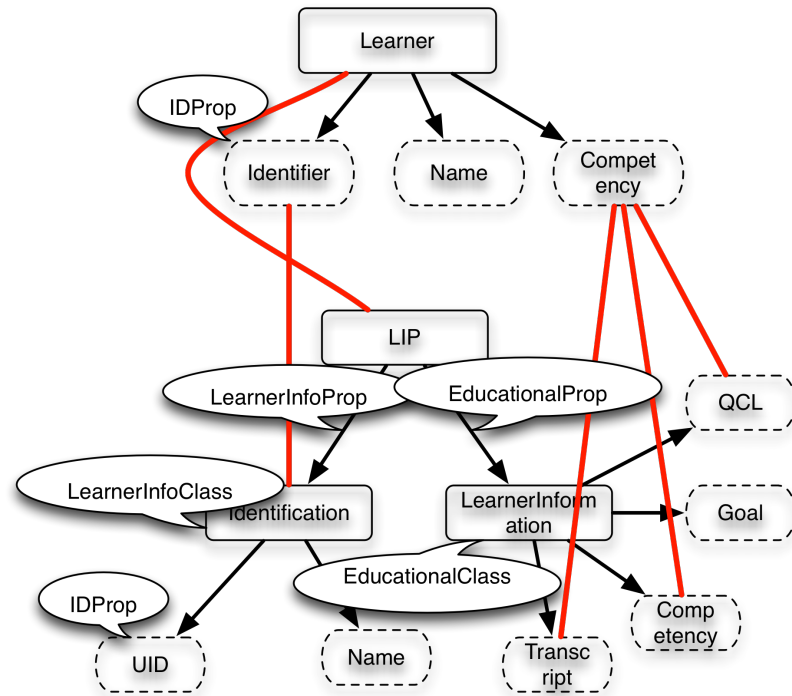 Learner
IDProp
Identifier
Name
Compet
ency
LIP
LearnerInfoProp
EducationalProp
QCL
LearnerInfoClass
Identification
LearnerInform
ation
Goal
EducationalClass
IDProp
Comp
etency
UID
Name
Transc
ript